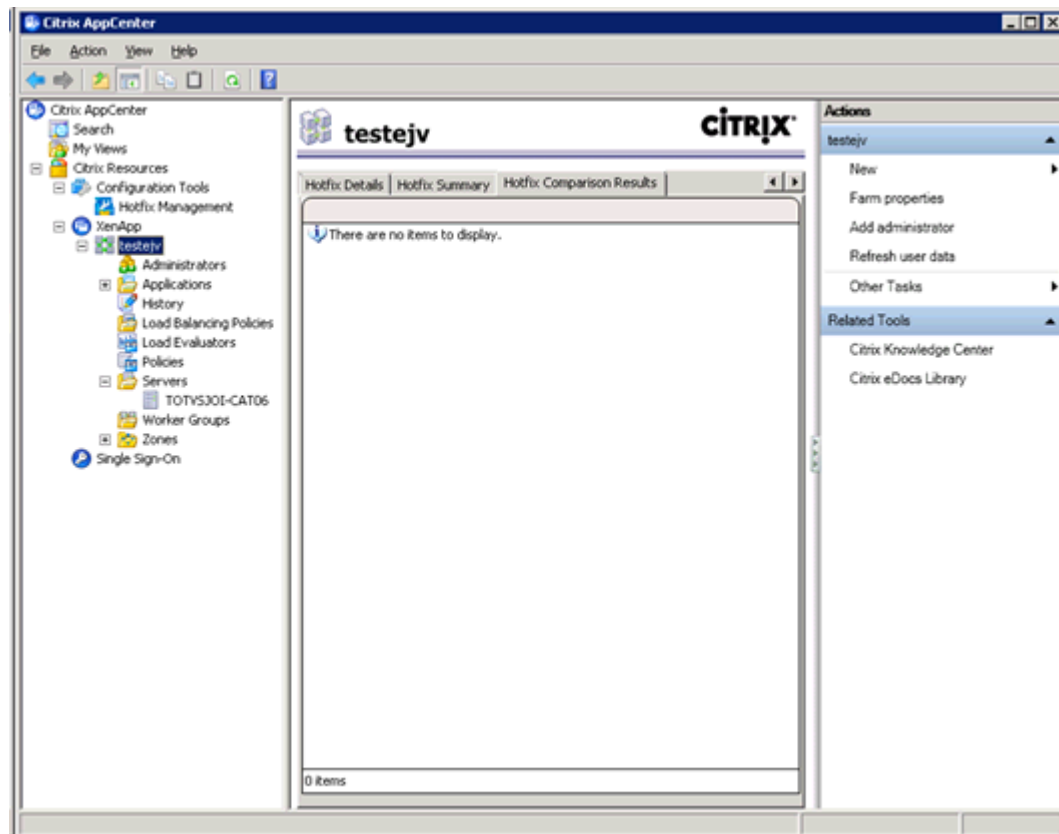 Citrix AppCenter
File Action View Help
Citrix AppCenter
Search
My Views
Citrix Resources
Configuration Tools
Hotfix Management
XenApp
testejv
Administrators
Applications
History
Load Balancing Policies
Load Evaluators
Policies
Servers
TOTVSJOI-CAT06
Worker Groups
Zones
Single Sign-On
testejv
CITRIX
Hotfix Details Hotfix Summary Hotfix Comparison Results
There are no items to display.
0 items
Actions
testejv
New
Farm properties
Add administrator
Refresh user data
Other Tasks
Related Tools
Citrix Knowledge Center
Citrix eDocs Library